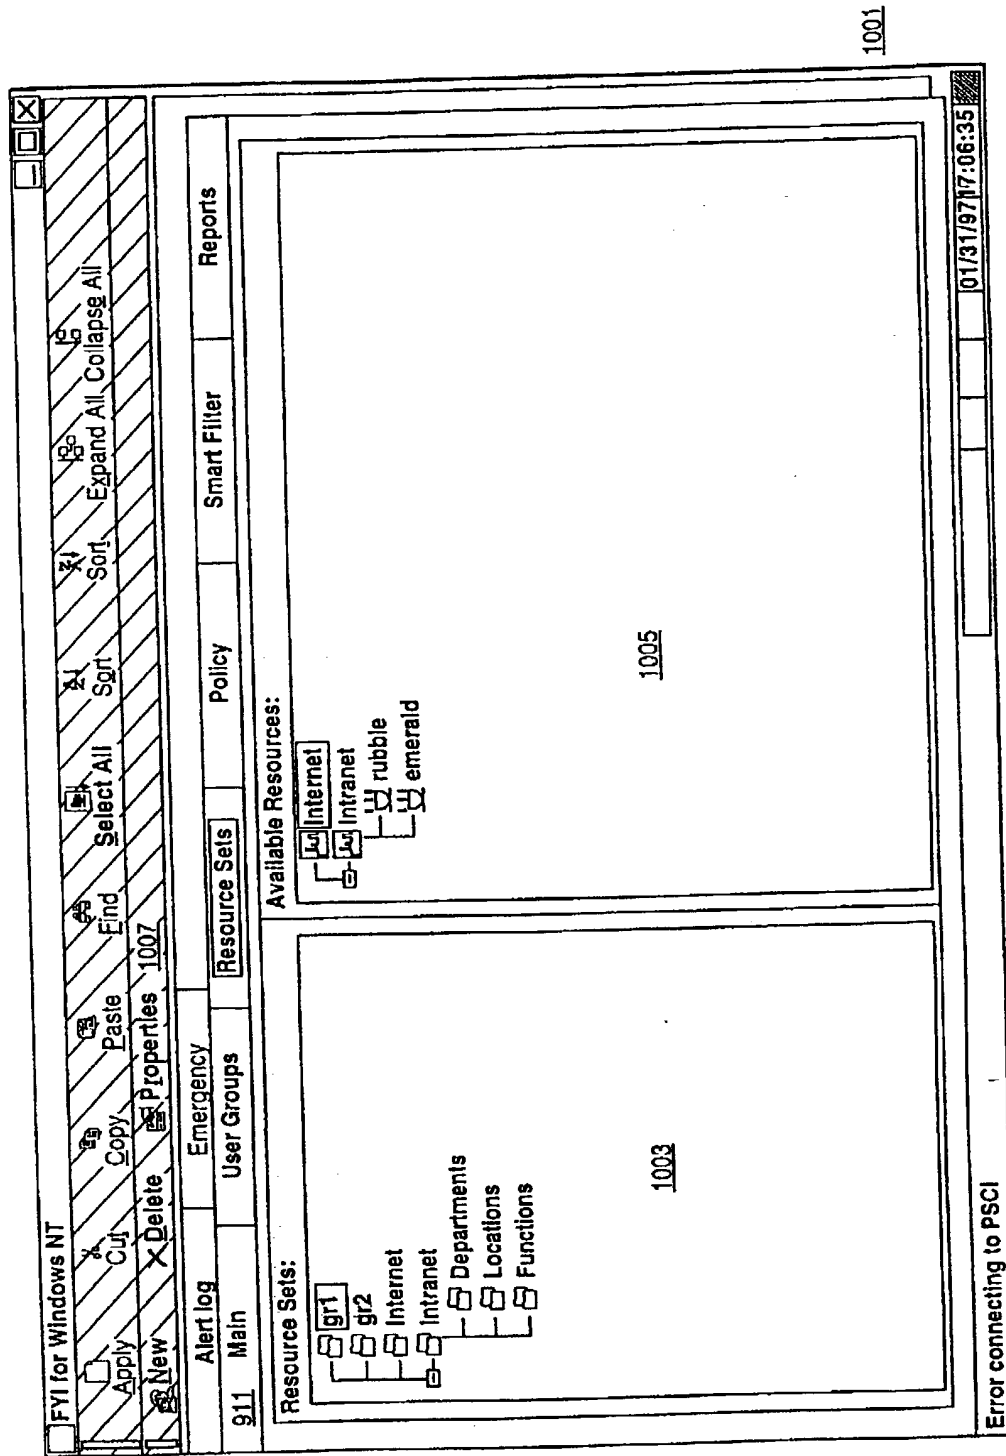 FYI for Windows NT
Apply Cut Copy Paste Find Select All Sort Sort Expand All Collapse All
New Delete Properties 1007
Alert log Emergency
911 Main User Groups Resource Sets Policy Smart Filter Reports
Resource Sets:
gr1
gr2
Internet
Intranet
Departments
Locations
Functions
1003
Available Resources:
Internet
Intranet
rubble
emerald
1005
Error connecting to PSCI
01/31/97 17:06:35
1001